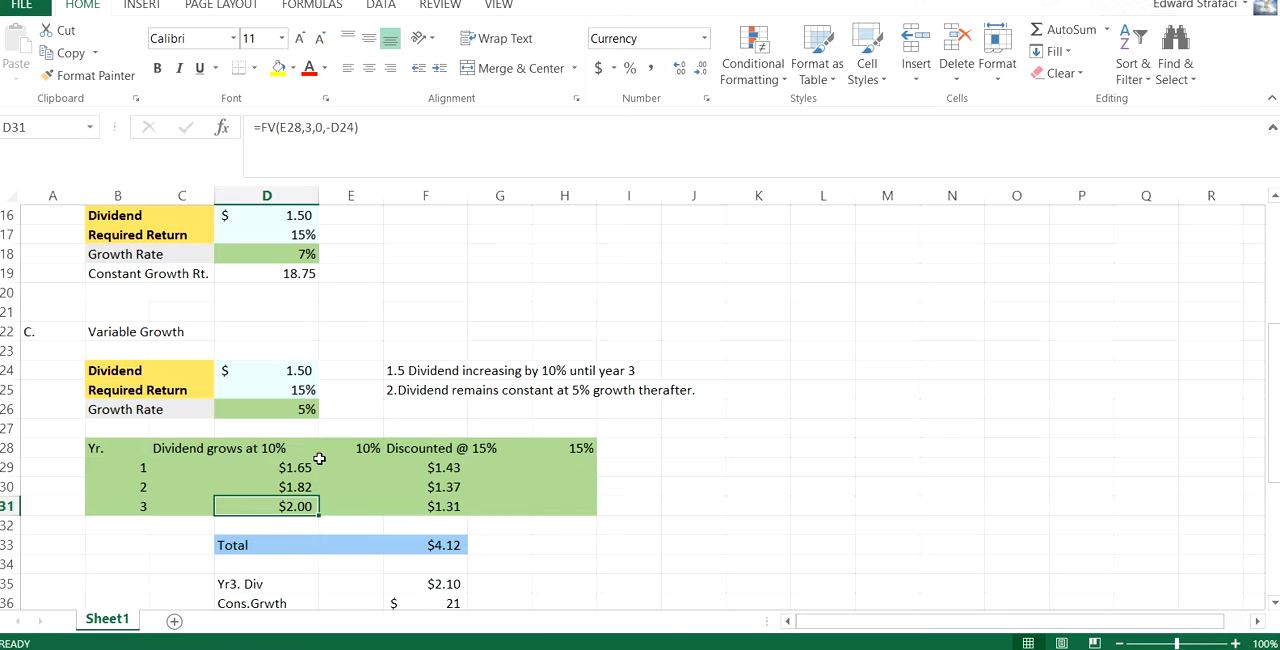 FILE HOME INSERT PAGE LAYOUT FORMULAS DATA REVIEW VIEW Edward Strafaci
Cut
Copy
Format Painter
Paste
Clipboard
Calibri 11
B I U A
Font
Wrap Text
Merge & Center
Alignment
Currency
$ % ,
Number
Conditional Formatting
Format as Table
Cell Styles
Styles
Insert Delete Format
Cells
AutoSum
Fill
Clear
Sort & Filter
Find & Select
Editing
D31 fx =FV(E28,3,0,-D24)
A B C D E F G H I J K L M N O P Q R
16 Dividend $ 1.50
17 Required Return 15%
18 Growth Rate 7%
19 Constant Growth Rt. 18.75
20
21
22 C. Variable Growth
23
24 Dividend $ 1.50 1.5 Dividend increasing by 10% until year 3
25 Required Return 15% 2.Dividend remains constant at 5% growth therafter.
26 Growth Rate 5%
27
28 Yr. Dividend grows at 10% 10% Discounted @ 15% 15%
29 1 $1.65 $1.43
30 2 $1.82 $1.37
31 3 $2.00 $1.31
32
33 Total $4.12
34
35 Yr3. Div $2.10
36 Cons.Grwth $ 21
Sheet1
READY 100%